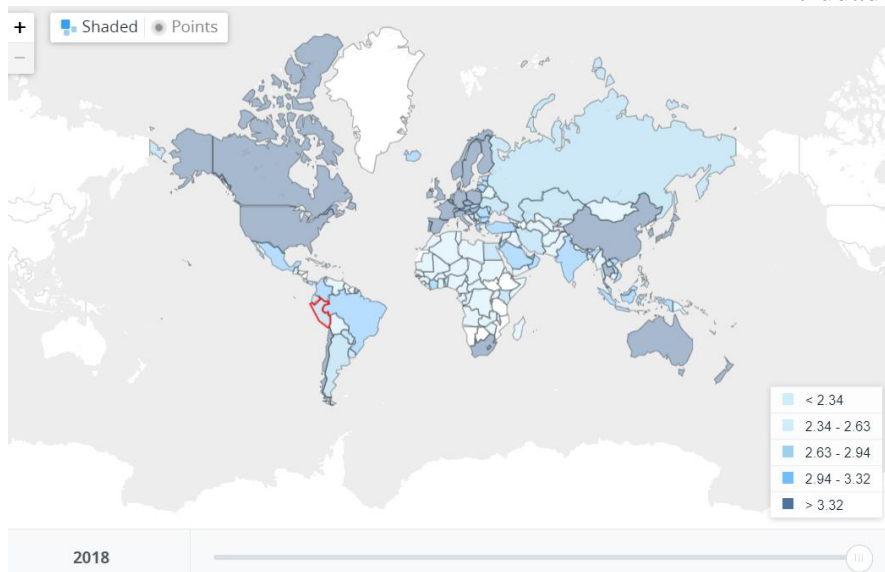 +
Shaded
Points
−
< 2.34
2.34 - 2.63
2.63 - 2.94
2.94 - 3.32
> 3.32
2018